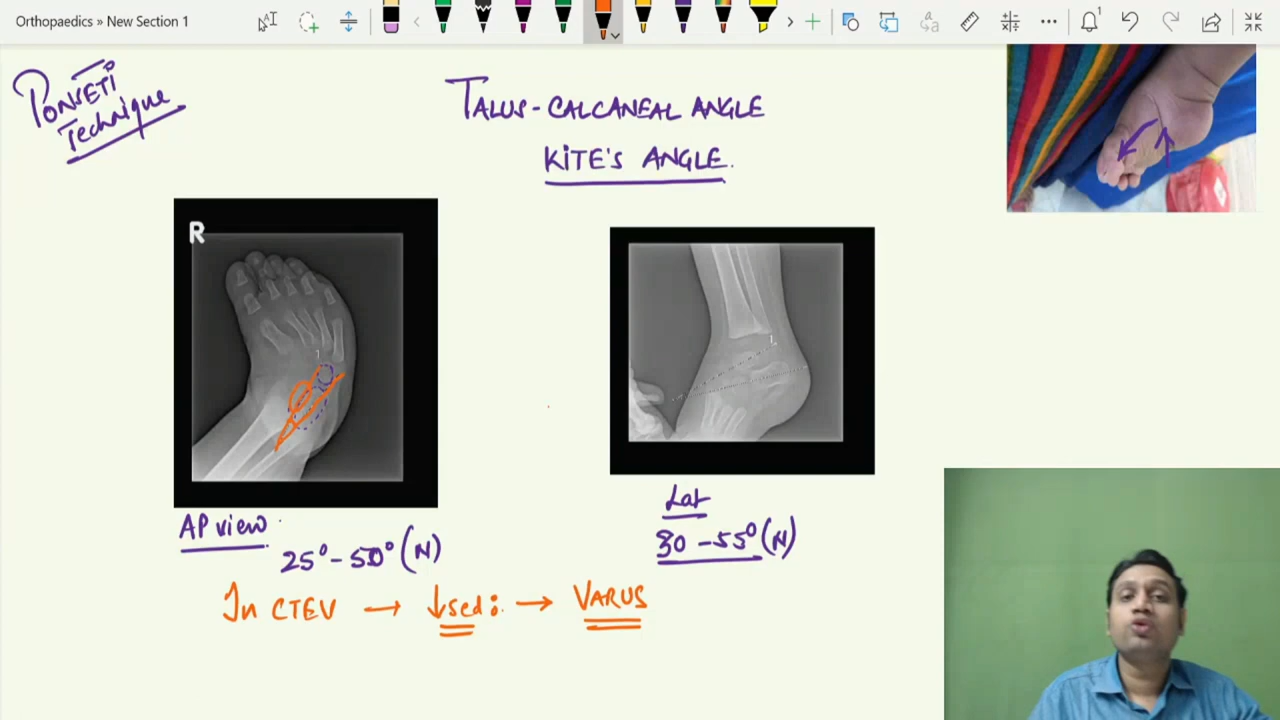 Orthopaedics » New Section 1
PONSETI
Technique
TALUS-CALCANEAL ANGLE
KITE'S ANGLE.
R
AP view
25° - 50° (N)
Lat
30 - 55° (N)
In CTEV → ↓sed: → VARUS